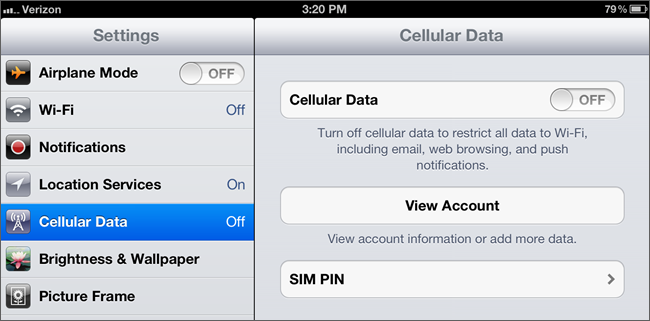 Verizon 3:20 PM 79%
Settings
Airplane Mode OFF
Wi-Fi Off
Notifications
Location Services On
Cellular Data Off
Brightness & Wallpaper
Picture Frame
Cellular Data
Cellular Data OFF
Turn off cellular data to restrict all data to Wi-Fi,
including email, web browsing, and push
notifications.
View Account
View account information or add more data.
SIM PIN